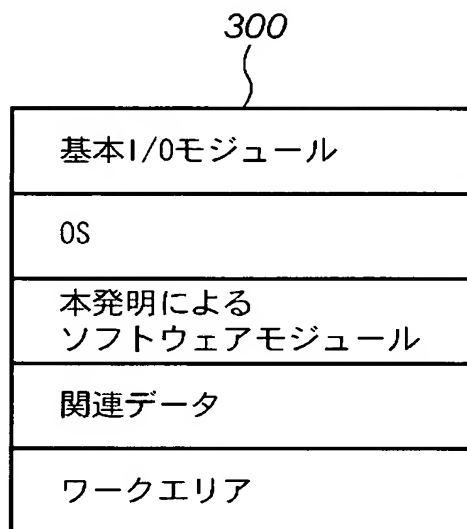 300
基本I/Oモジュール
OS
本発明による
ソフトウェアモジュール
関連データ
ワークエリア